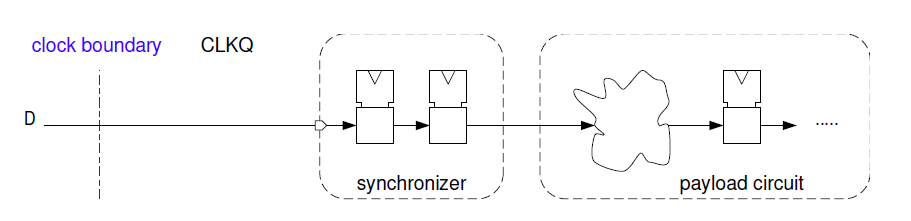 clock boundary CLKQ
D
.....
synchronizer payload circuit